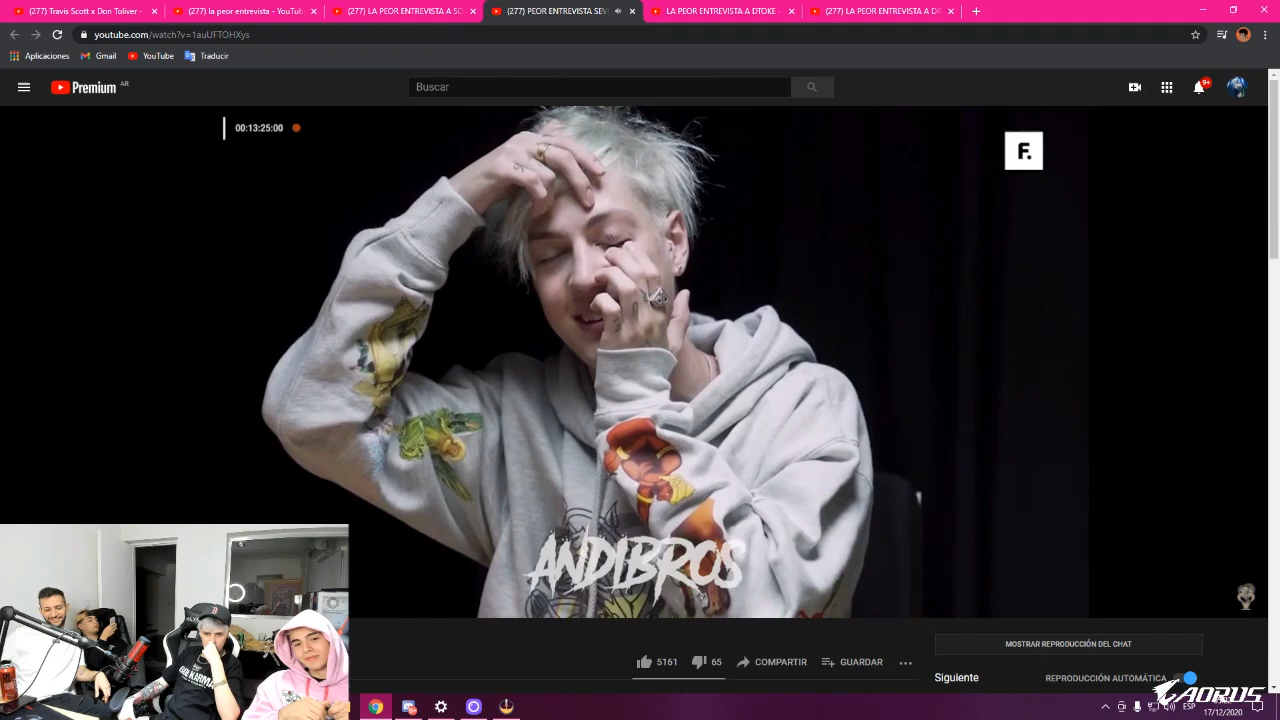 (277) Travis Scott x Don Toliver -
(277) la peor entrevista - YouTub
(277) LA PEOR ENTREVISTA A SO
(277) PEOR ENTREVISTA SEV
LA PEOR ENTREVISTA A DTOKE -
(277) LA PEOR ENTREVISTA A DR
youtube.com/watch?v=1auUFTOHXys
Aplicaciones
Gmail
YouTube
Traducir
Premium AR
Buscar
9+
00:13:25:00
F.
ANDIBROS
B
MOSTRAR REPRODUCCIÓN DEL CHAT
5161
65
COMPARTIR
GUARDAR
Siguiente
REPRODUCCIÓN AUTOMÁTICA
AORUS
ESP
17/12/2020